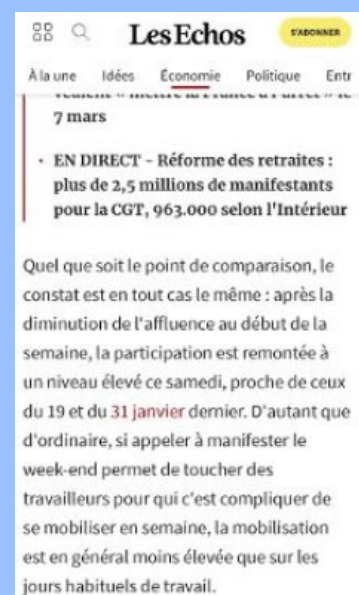 Les Echos
S'ABONNER
À la une Idées Économie Politique Entr
7 mars
• EN DIRECT - Réforme des retraites :
plus de 2,5 millions de manifestants
pour la CGT, 963.000 selon l'Intérieur
Quel que soit le point de comparaison, le
constat est en tout cas le même : après la
diminution de l'affluence au début de la
semaine, la participation est remontée à
un niveau élevé ce samedi, proche de ceux
du 19 et du 31 janvier dernier. D'autant que
d'ordinaire, si appeler à manifester le
week-end permet de toucher des
travailleurs pour qui c'est compliquer de
se mobiliser en semaine, la mobilisation
est en général moins élevée que sur les
jours habituels de travail.